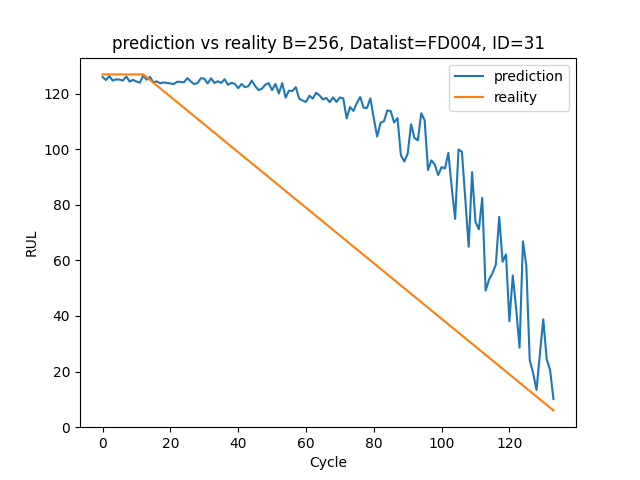 prediction vs reality B=256, Datalist=FD004, ID=31
prediction
reality
RUL
120
100
80
60
40
20
0
0 20 40 60 80 100 120
Cycle